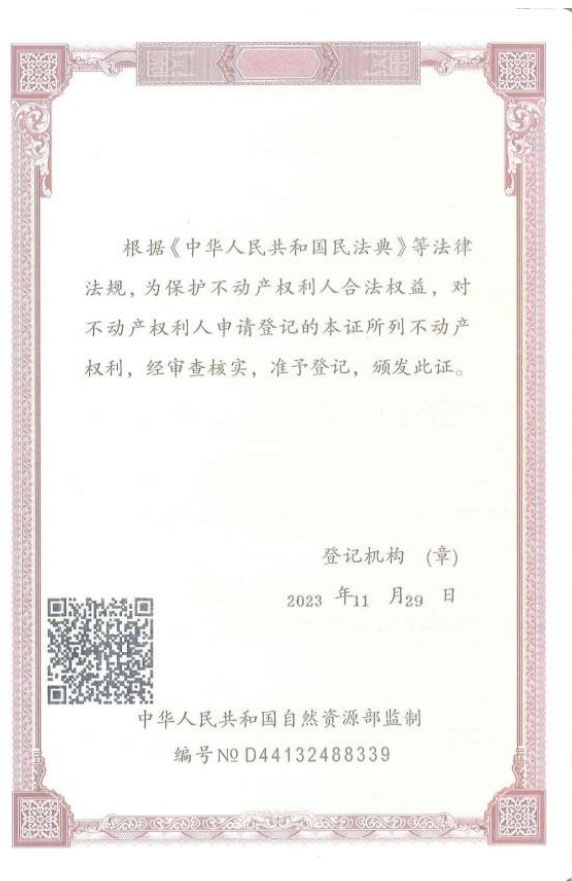 根据《中华人民共和国民法典》等法律
法规，为保护不动产权利人合法权益，对
不动产权利人申请登记的本证所列不动产
权利，经审查核实，准予登记，颁发此证。
登记机构 (章)
2023 年11 月29 日
中华人民共和国自然资源部监制
编号№ D44132488339